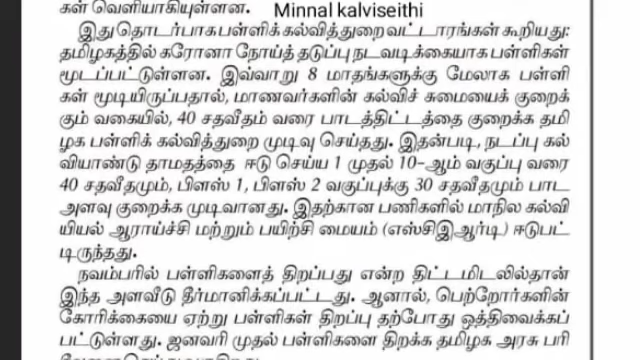 கள் வெளியாகியுள்ளன.
Minnal kalviseithi
இது தொடர்பாக பள்ளிக் கல்வித்துறை வட்டாரங்கள் கூறியது:
தமிழகத்தில் கரோனா நோய்த் தடுப்பு நடவடிக்கையாக பள்ளிகள்
மூடப்பட்டுள்ளன. இவ்வாறு 8 மாதங்களுக்கு மேலாக பள்ளி
கள் மூடியிருப்பதால், மாணவர்களின் கல்விச் சுமையைக் குறைக்
கும் வகையில், 40 சதவீதம் வரை பாடத்திட்டத்தை குறைக்க தமி
ழக பள்ளிக் கல்வித்துறை முடிவு செய்தது. இதன்படி, நடப்பு கல்
வியாண்டு தாமதத்தை ஈடு செய்ய 1 முதல் 10-ஆம் வகுப்பு வரை
40 சதவீதமும், பிளஸ் 1, பிளஸ் 2 வகுப்புக்கு 30 சதவீதமும் பாட
அளவு குறைக்க முடிவானது. இதற்கான பணிகளில் மாநில கல்வி
யியல் ஆராய்ச்சி மற்றும் பயிற்சி மையம் (எஸ்சிஇஆர்டி) ஈடுபட்
டிருந்தது.
நவம்பரில் பள்ளிகளைத் திறப்பது என்ற திட்டமிடலில்தான்
இந்த அளவீடு தீர்மானிக்கப்பட்டது. ஆனால், பெற்றோர்களின்
கோரிக்கையை ஏற்று பள்ளிகள் திறப்பு தற்போது ஒத்திவைக்கப்
பட்டுள்ளது. ஜனவரி முதல் பள்ளிகளை திறக்க தமிழக அரசு பரி